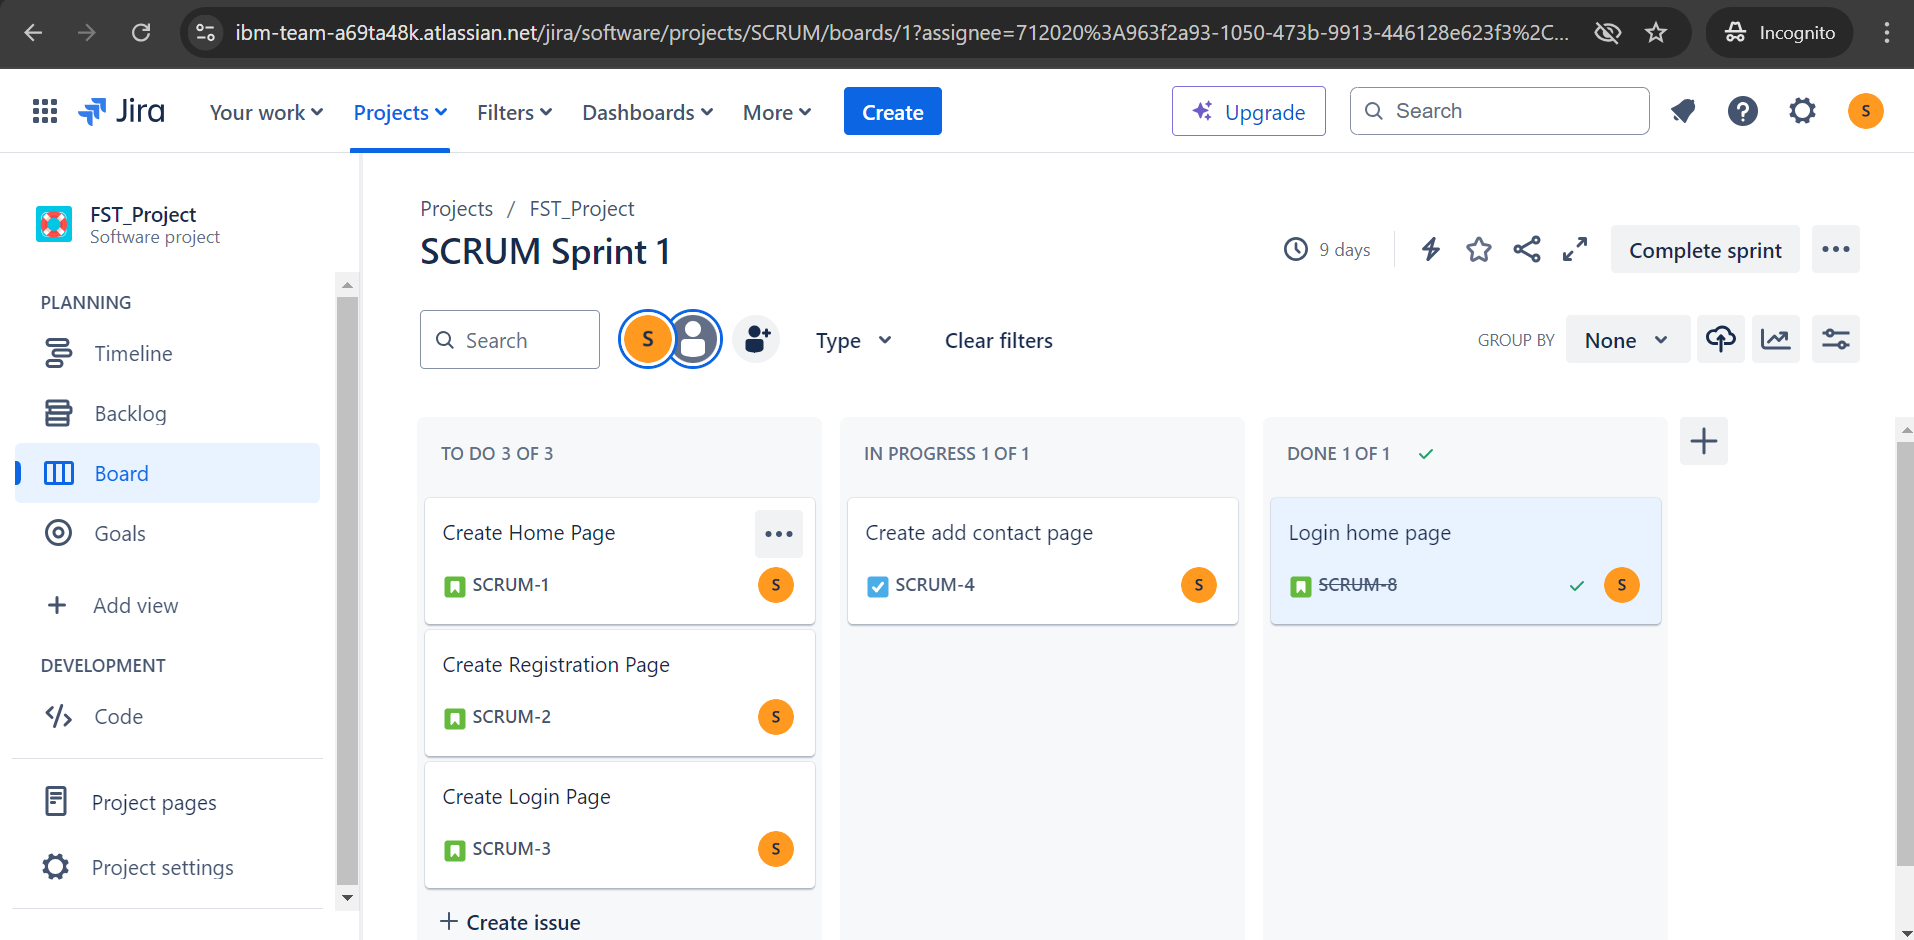 ibm-team-a69ta48k.atlassian.net/jira/software/projects/SCRUM/boards/1?assignee=712020%3A963f2a93-1050-473b-9913-446128e623f3%2C...
Incognito
Jira
Your work
Projects
Filters
Dashboards
More
Create
Upgrade
Search
S
FST_Project
Software project
PLANNING
Timeline
Backlog
Board
Goals
Add view
DEVELOPMENT
Code
Project pages
Project settings
Projects / FST_Project
SCRUM Sprint 1
9 days
Complete sprint
Search
S
Type
Clear filters
GROUP BY
None
TO DO 3 OF 3
Create Home Page
SCRUM-1
S
Create Registration Page
SCRUM-2
S
Create Login Page
SCRUM-3
S
Create issue
IN PROGRESS 1 OF 1
Create add contact page
SCRUM-4
S
DONE 1 OF 1
Login home page
SCRUM-8
S